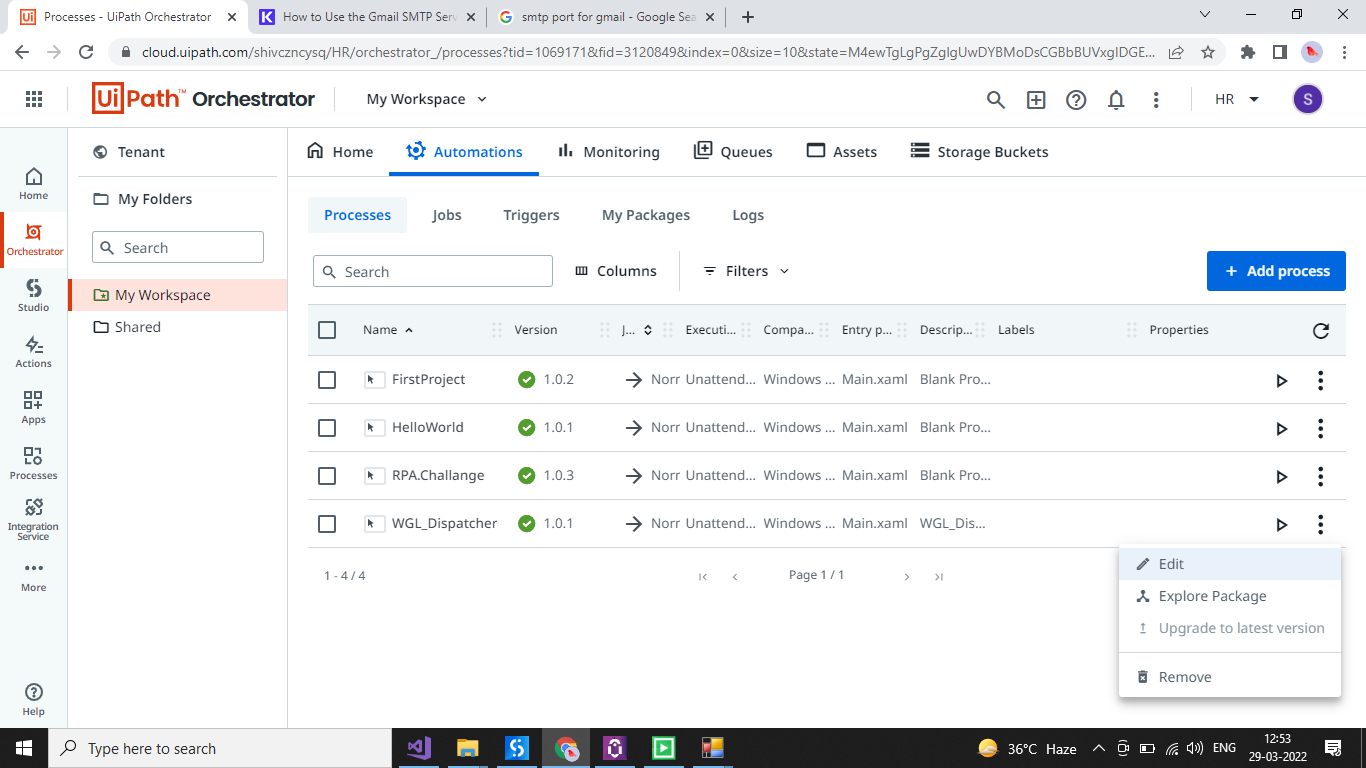 Processes - UiPath Orchestrator
How to Use the Gmail SMTP Serv
smtp port for gmail - Google Sea
cloud.uipath.com/shivczncysq/HR/orchestrator_/processes?tid=1069171&fid=3120849&index=0&size=10&state=M4ewTgLgPgZglgUwDYBMoDsCGBbBUVxgIDGE...
UiPath™ Orchestrator
My Workspace
HR
S
Home
Orchestrator
Studio
Actions
Apps
Processes
Integration
Service
More
Help
Tenant
My Folders
Search
My Workspace
Shared
Home Automations Monitoring Queues Assets Storage Buckets
Processes Jobs Triggers My Packages Logs
Search Columns Filters + Add process
Name Version J... Executi... Compa... Entry p... Descrip... Labels Properties
FirstProject 1.0.2 Norr Unattend... Windows ... Main.xaml Blank Pro...
HelloWorld 1.0.1 Norr Unattend... Windows ... Main.xaml Blank Pro...
RPA.Challange 1.0.3 Norr Unattend... Windows ... Main.xaml Blank Pro...
WGL_Dispatcher 1.0.1 Norr Unattend... Windows ... Main.xaml WGL_Dis...
1 - 4 / 4 Page 1 / 1
Edit
Explore Package
Upgrade to latest version
Remove
Type here to search
36°C Haze
ENG
12:53
29-03-2022